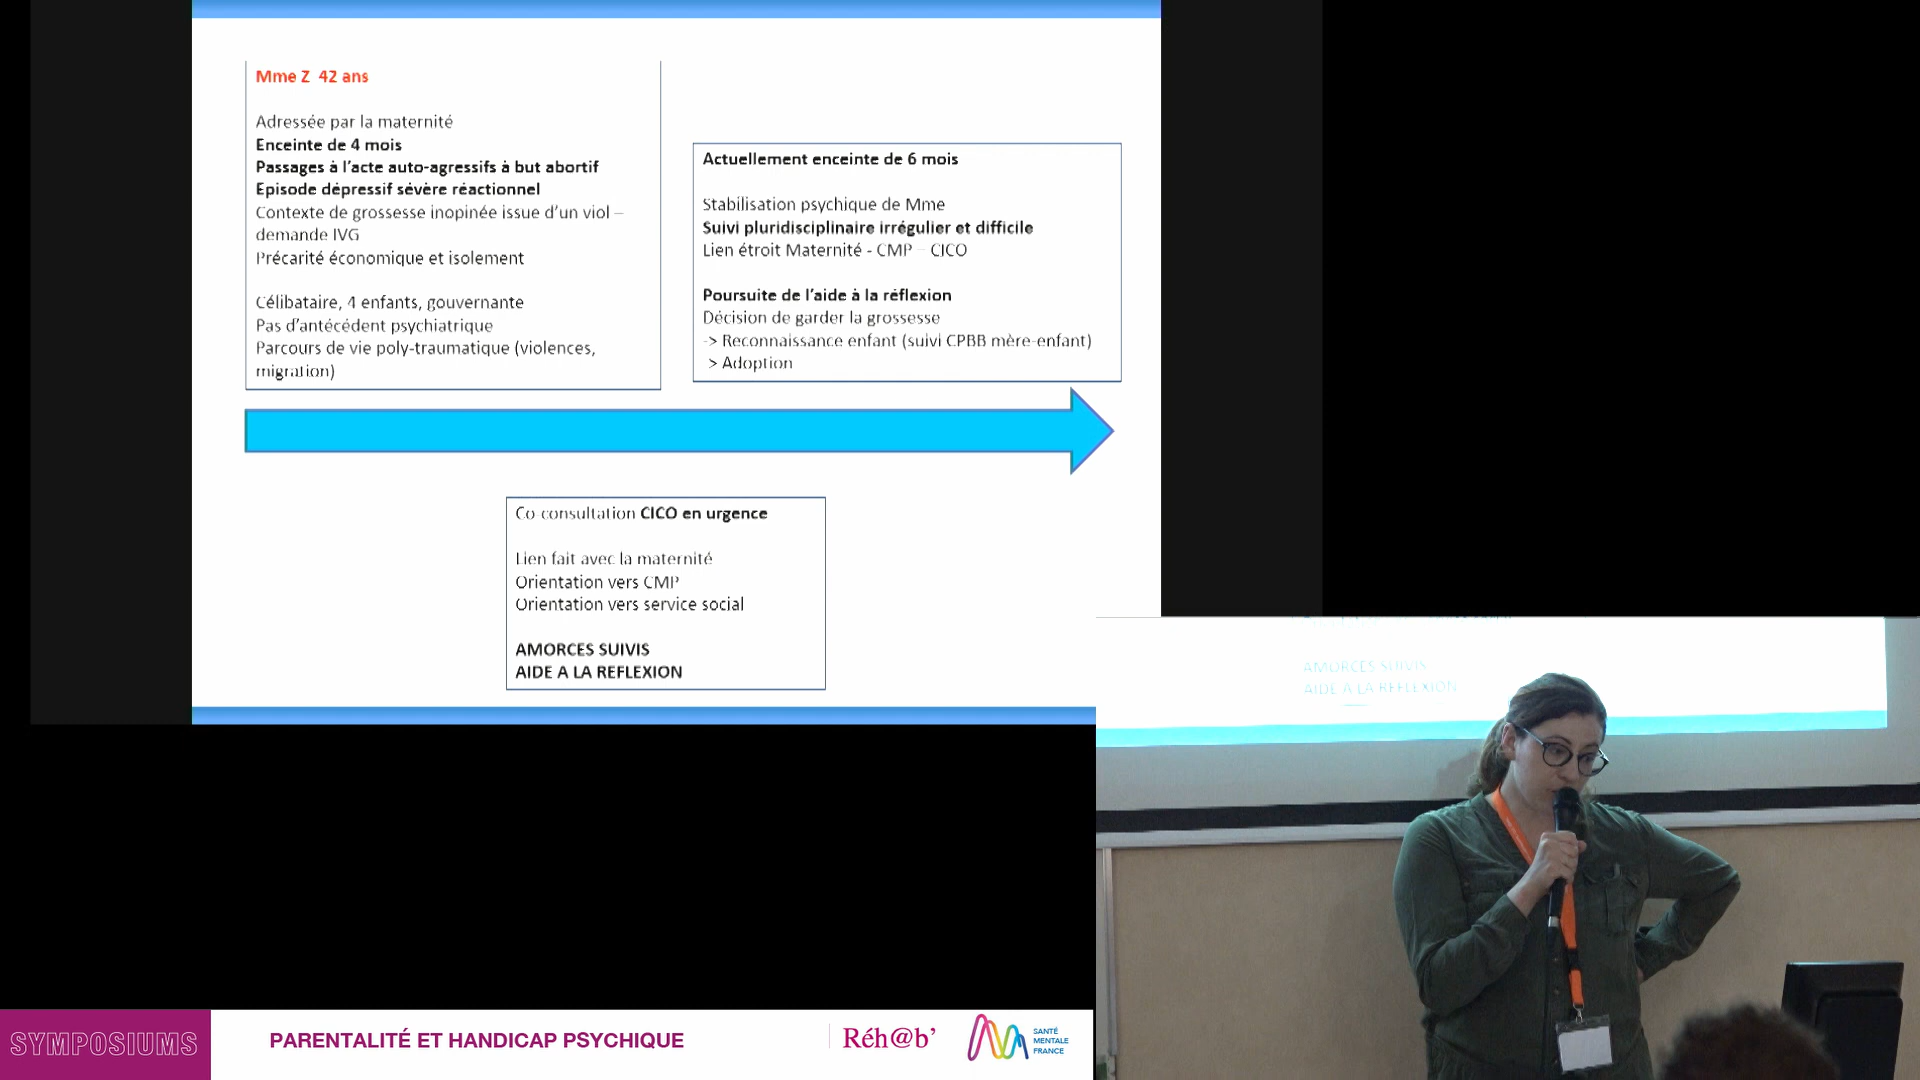 Mme Z 42 ans
Adressée par la maternité
Enceinte de 4 mois
Passages à l'acte auto-agressifs à but abortif
Episode dépressif sévère réactionnel
Contexte de grossesse inopinée issue d'un viol –
demande IVG
Précarité économique et isolement
Célibataire, 4 enfants, gouvernante
Pas d'antécédent psychiatrique
Parcours de vie poly-traumatique (violences,
migration)
Actuellement enceinte de 6 mois
Stabilisation psychique de Mme
Suivi pluridisciplinaire irrégulier et difficile
Lien étroit Maternité - CMP – CICO
Poursuite de l'aide à la réflexion
Décision de garder la grossesse
-> Reconnaissance enfant (suivi CPBB mère-enfant)
> Adoption
Co-consultation CICO en urgence
Lien fait avec la maternité
Orientation vers CMP
Orientation vers service social
AMORCES SUIVIS
AIDE A LA REFLEXION
AMORCES SUIVIS
AIDE A LA REFLEXION
SYMPOSIUMS
PARENTALITÉ ET HANDICAP PSYCHIQUE
Réh@b'
SANTÉ
MENTALE
FRANCE